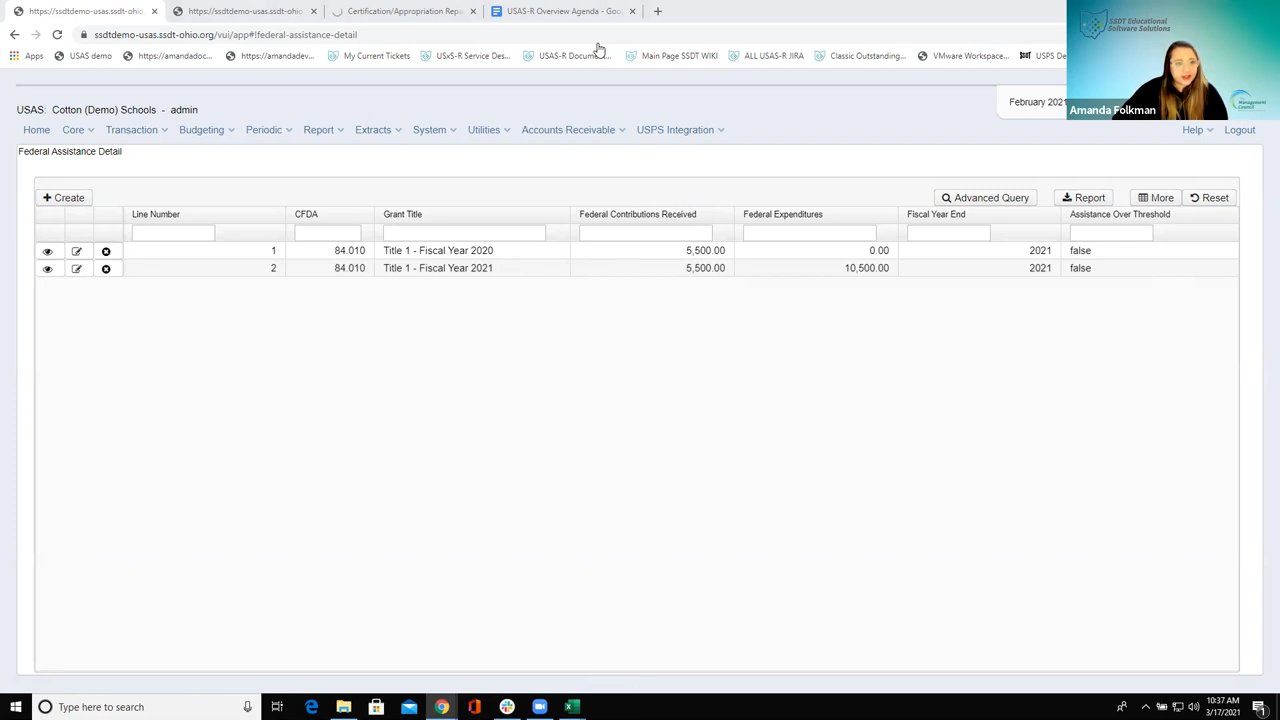 https://ssdtdemo-usas.ssdt-ohio.
https://ssdtdemo-usas.ssdt-ohio.
Certification/Appropriation Repo
USAS-R Overview Agenda - Goo
ssdtdemo-usas.ssdt-ohio.org/vui/app#!federal-assistance-detail
Apps
USAS demo
https://amandadoc...
https://amandadev...
My Current Tickets
USxS-R Service Des...
USAS-R Docum...
Main Page SSDT WIKI
ALL USAS-R JIRA
Classic Outstanding...
VMware Workspace...
USPS De
SSDT Educational
Software Solutions
Management
Council
Amanda Folkman
USAS: Cotton (Demo) Schools - admin
February 2021
Home Core Transaction Budgeting Periodic Report Extracts System Utilities Accounts Receivable USPS Integration Help Logout
Federal Assistance Detail
Create Advanced Query Report More Reset
Line Number CFDA Grant Title Federal Contributions Received Federal Expenditures Fiscal Year End Assistance Over Threshold
1 84.010 Title 1 - Fiscal Year 2020 5,500.00 0.00 2021 false
2 84.010 Title 1 - Fiscal Year 2021 5,500.00 10,500.00 2021 false
Type here to search
10:37 AM
3/17/2021
1